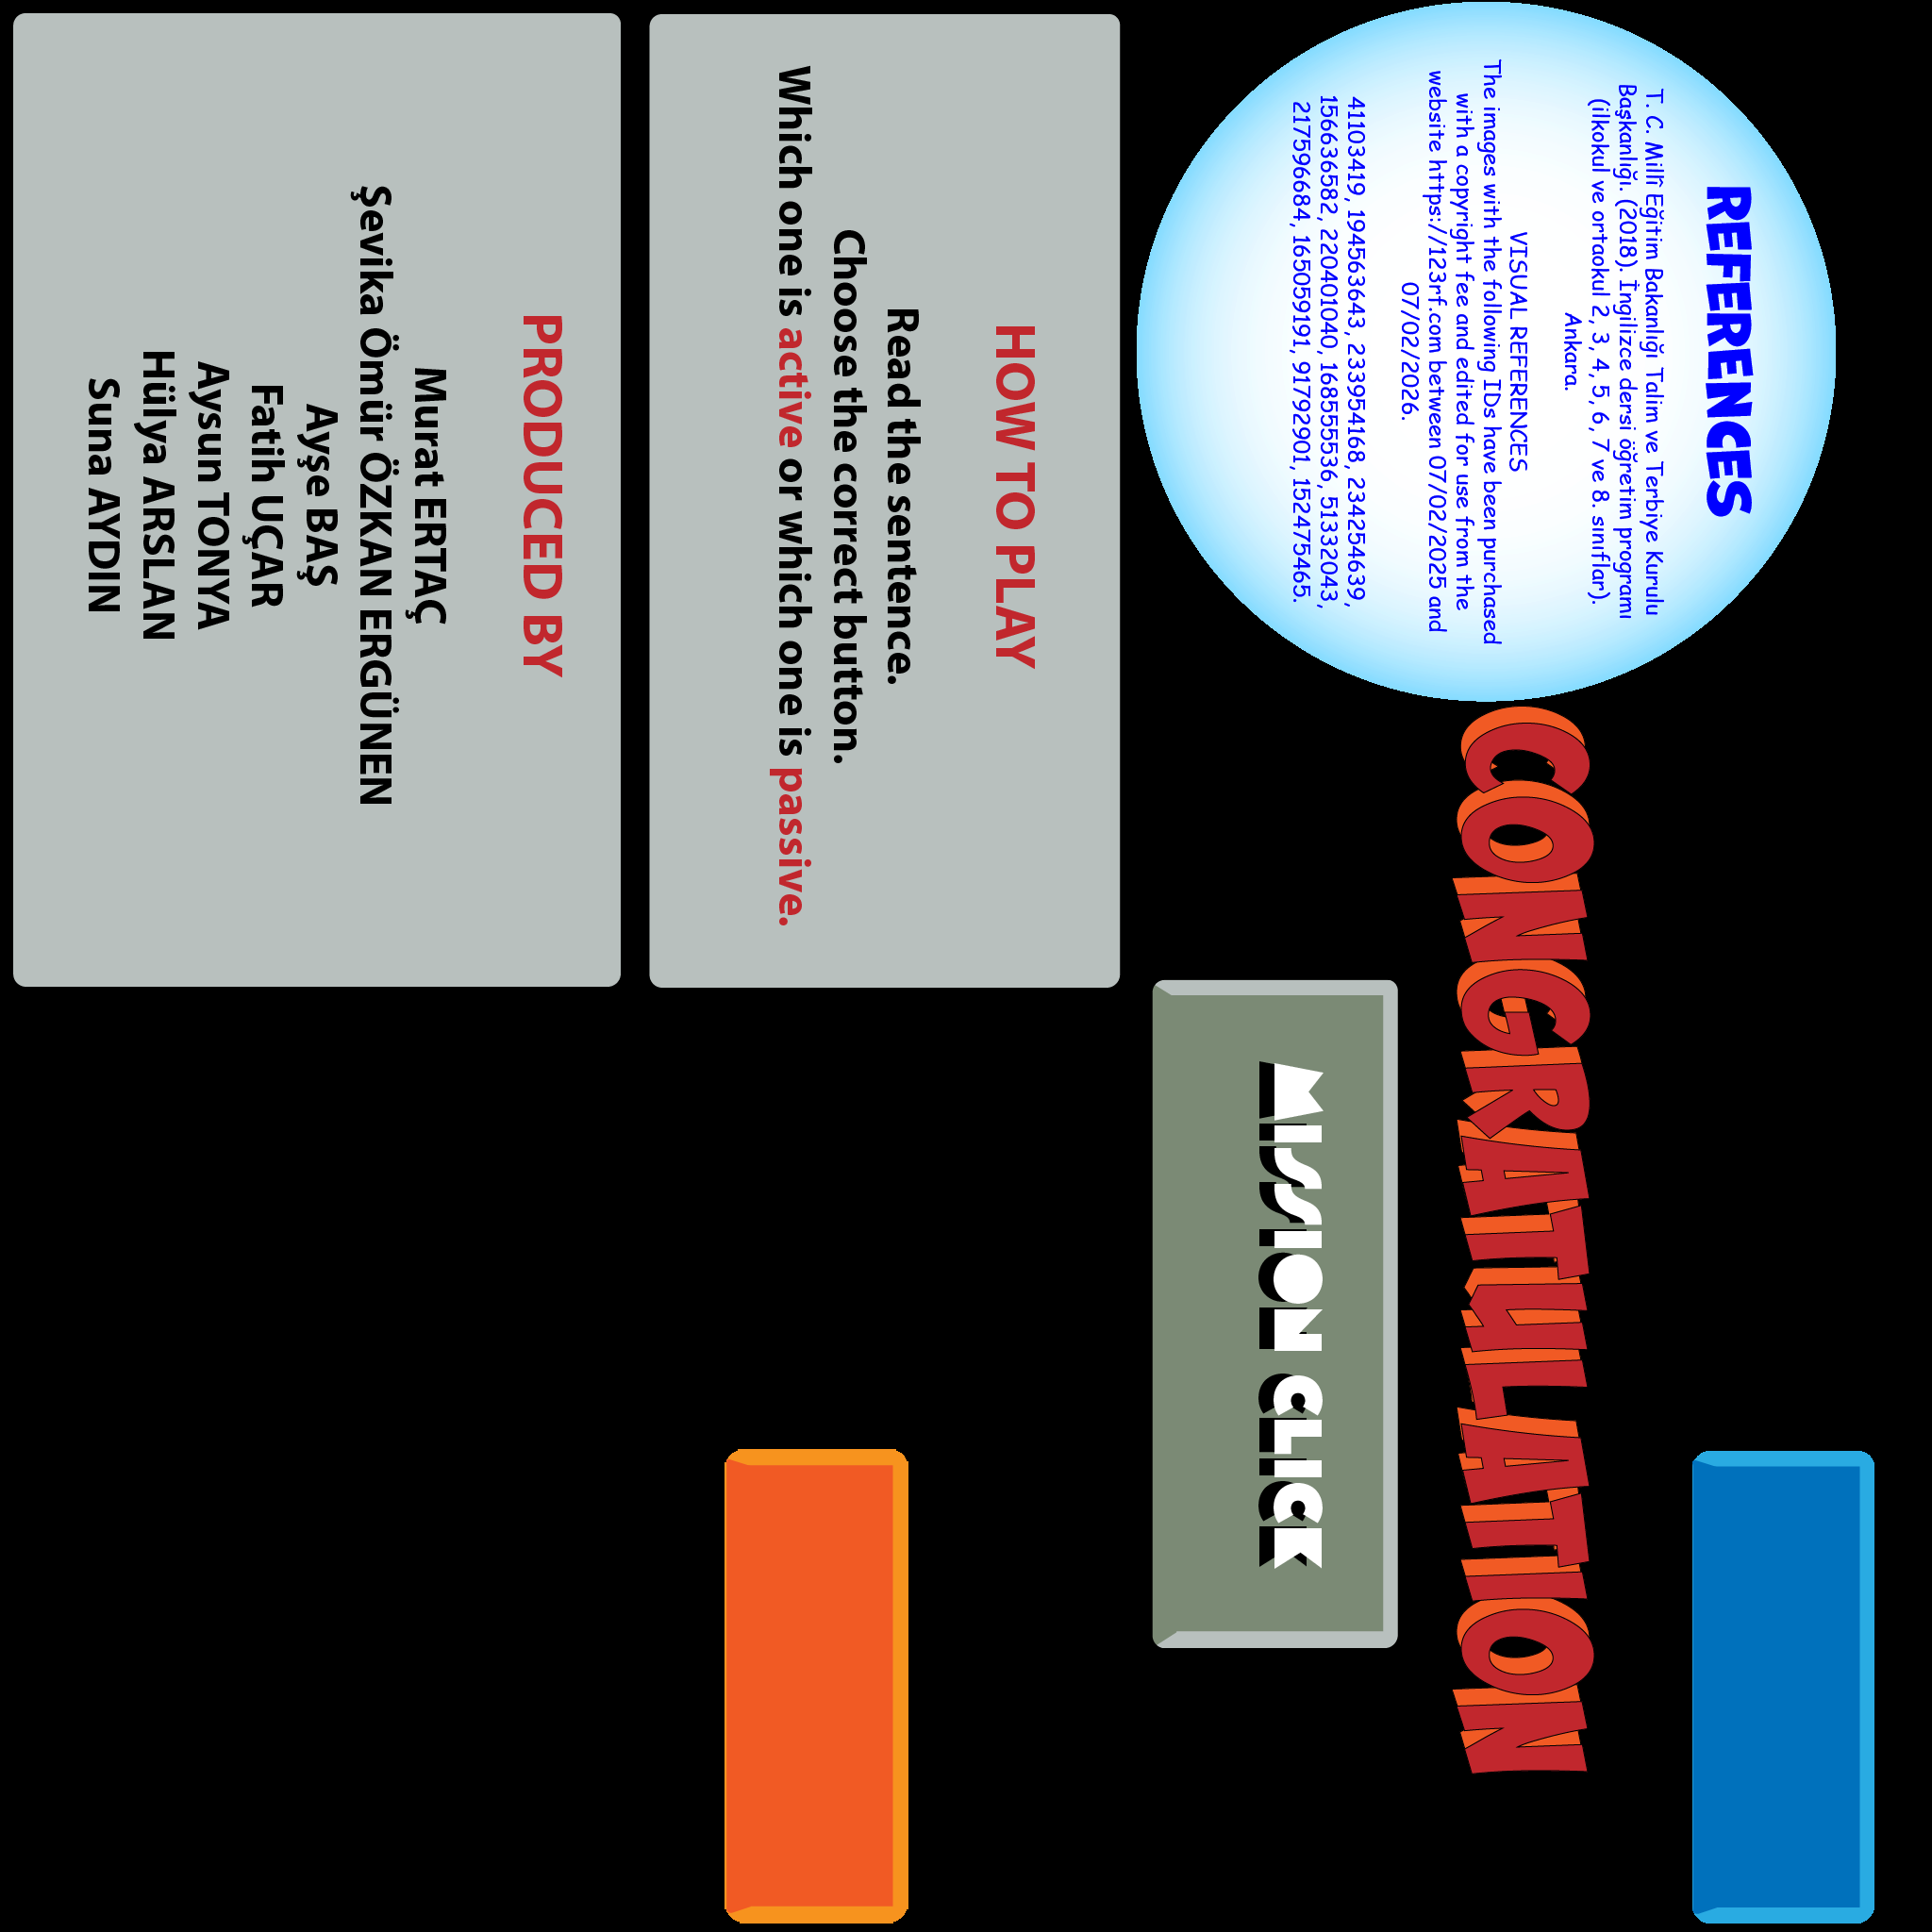 PRODUCED BY
Murat ERTAÇ
Şevika Ömür ÖZKAN ERGÜNEN
Ayşe BAŞ
Fatih UÇAR
Aysun TONYA
Hülya ARSLAN
Suna AYDIN
HOW TO PLAY
Read the sentence.
Choose the correct button.
Which one is active or which one is passive.
REFERENCES
T. C. Millî Eğitim Bakanlığı Talim ve Terbiye Kurulu
Başkanlığı. (2018). İngilizce dersi öğretim programı
(ilkokul ve ortaokul 2, 3, 4, 5, 6, 7 ve 8. sınıflar).
Ankara.
VISUAL REFERENCES
The images with the following IDs have been purchased
with a copyright fee and edited for use from the
website https://123rf.com between 07/02/2025 and
07/02/2026.
41103419, 194563643, 233954168, 234254639,
156636582, 220401040, 168555536, 51332043,
217596684, 165059191, 91792901, 152475465.
MISSION CLICK
CONGRATULATION